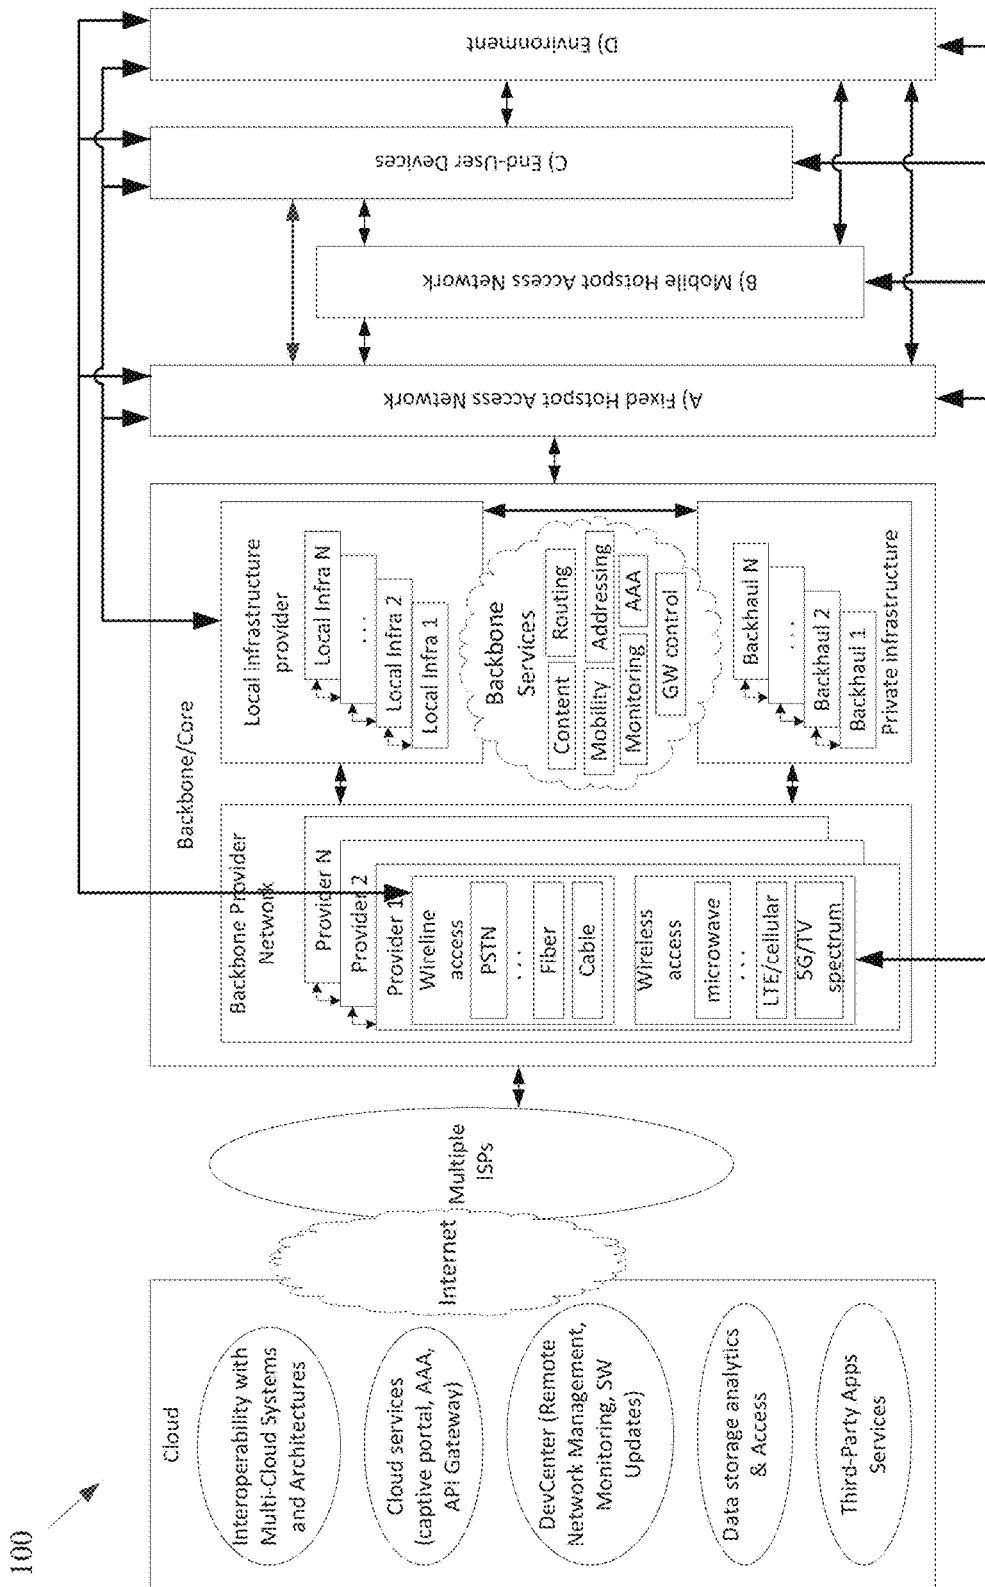 100
Cloud
Interoperability with
Multi-Cloud Systems
and Architectures
Cloud services
(captive portal, AAA,
API Gateway)
DevCenter (Remote
Network Management,
Monitoring, SW
Updates)
Data storage analytics
& Access
Third-Party Apps
Services
Internet
Multiple
ISPs
Backbone/Core
Backbone Provider
Network
Provider N
Provider 2
Provider 1
Wireline
access
PSTN
...
Fiber
Cable
Wireless
access
microwave
...
LTE/cellular
5G/TV
spectrum
Local infrastructure
provider
Local Infra N
...
Local Infra 2
Local Infra 1
Backbone
Services
Content
Routing
Mobility
Addressing
Monitoring
AAA
GW control
Backhaul N
...
Backhaul 2
Backhaul 1
Private infrastructure
A) Fixed Hotspot Access Network
B) Mobile Hotspot Access Network
C) End-User Devices
D) Environment